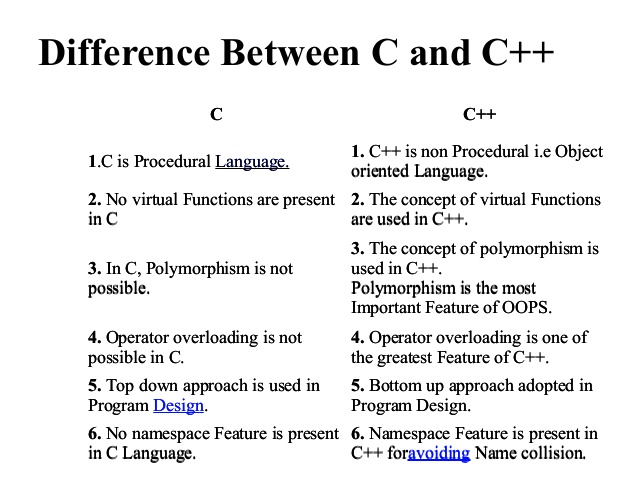 Difference Between C and C++
C
C++
1.C is Procedural Language.
1. C++ is non Procedural i.e Object
oriented Language.
2. No virtual Functions are present
in C
2. The concept of virtual Functions
are used in C++.
3. In C, Polymorphism is not
possible.
3. The concept of polymorphism is
used in C++.
Polymorphism is the most
Important Feature of OOPS.
4. Operator overloading is not
possible in C.
4. Operator overloading is one of
the greatest Feature of C++.
5. Top down approach is used in
Program Design.
5. Bottom up approach adopted in
Program Design.
6. No namespace Feature is present
in C Language.
6. Namespace Feature is present in
C++ foravoiding Name collision.